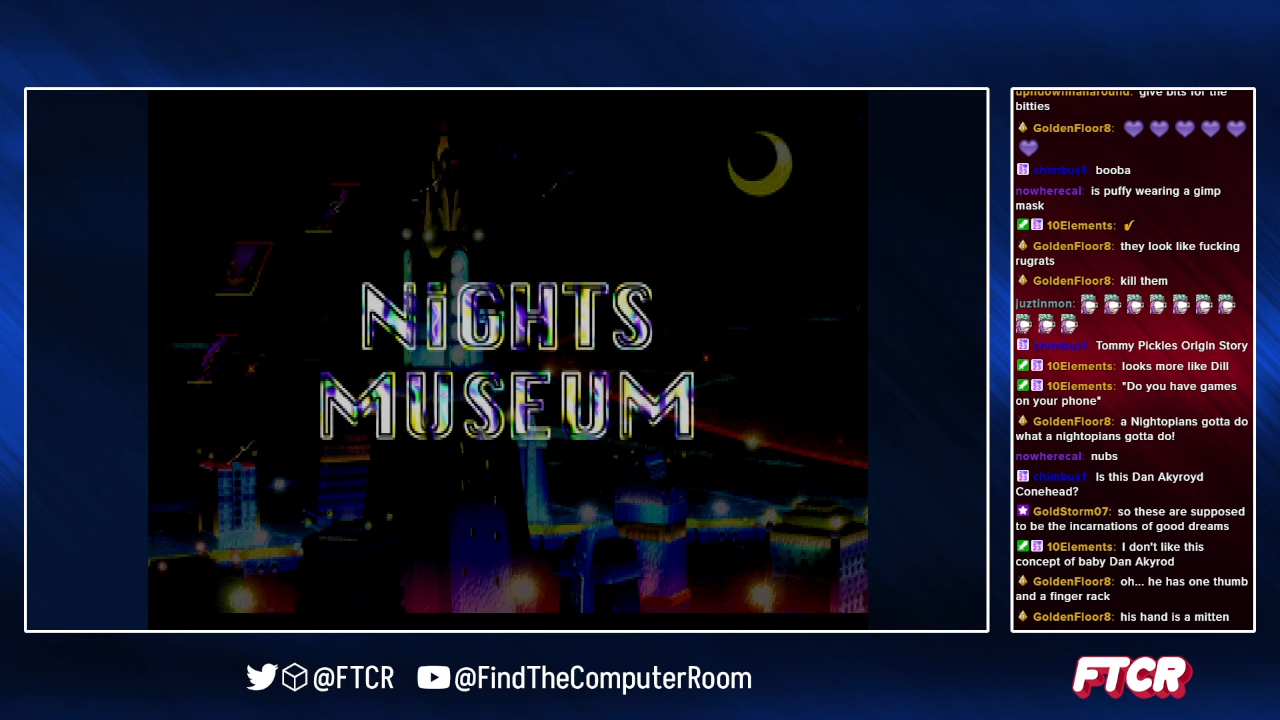 NiGHTS
MUSEUM
upndownmanaround: give bits for the
bitties
GoldenFloor8:
chimbus1: booba
nowherecal: is puffy wearing a gimp
mask
10Elements:
GoldenFloor8: they look like fucking
rugrats
GoldenFloor8: kill them
juztinmon:
chimbus1: Tommy Pickles Origin Story
10Elements: looks more like Dill
10Elements: "Do you have games
on your phone"
GoldenFloor8: a Nightopians gotta do
what a nightopians gotta do!
nowherecal: nubs
chimbus1: Is this Dan Akyroyd
Conehead?
GoldStorm07: so these are supposed
to be the incarnations of good dreams
10Elements: I don't like this
concept of baby Dan Akyrod
GoldenFloor8: oh... he has one thumb
and a finger rack
GoldenFloor8: his hand is a mitten
@FTCR @FindTheComputerRoom
FTCR